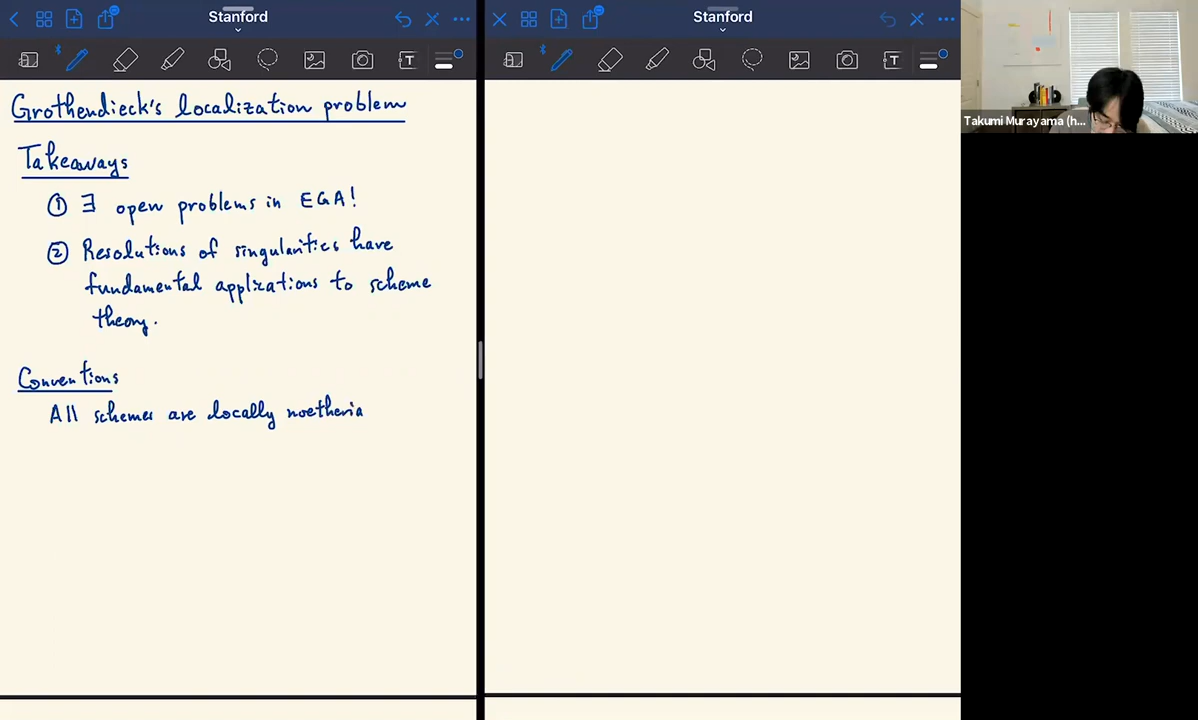 Stanford
Stanford
Takumi Murayama (h...
Grothendieck's localization problem
Takeaways
① ∃ open problems in EGA!
② Resolutions of singularities have
fundamental applications to scheme
theory.
Conventions
All schemes are locally noetheria